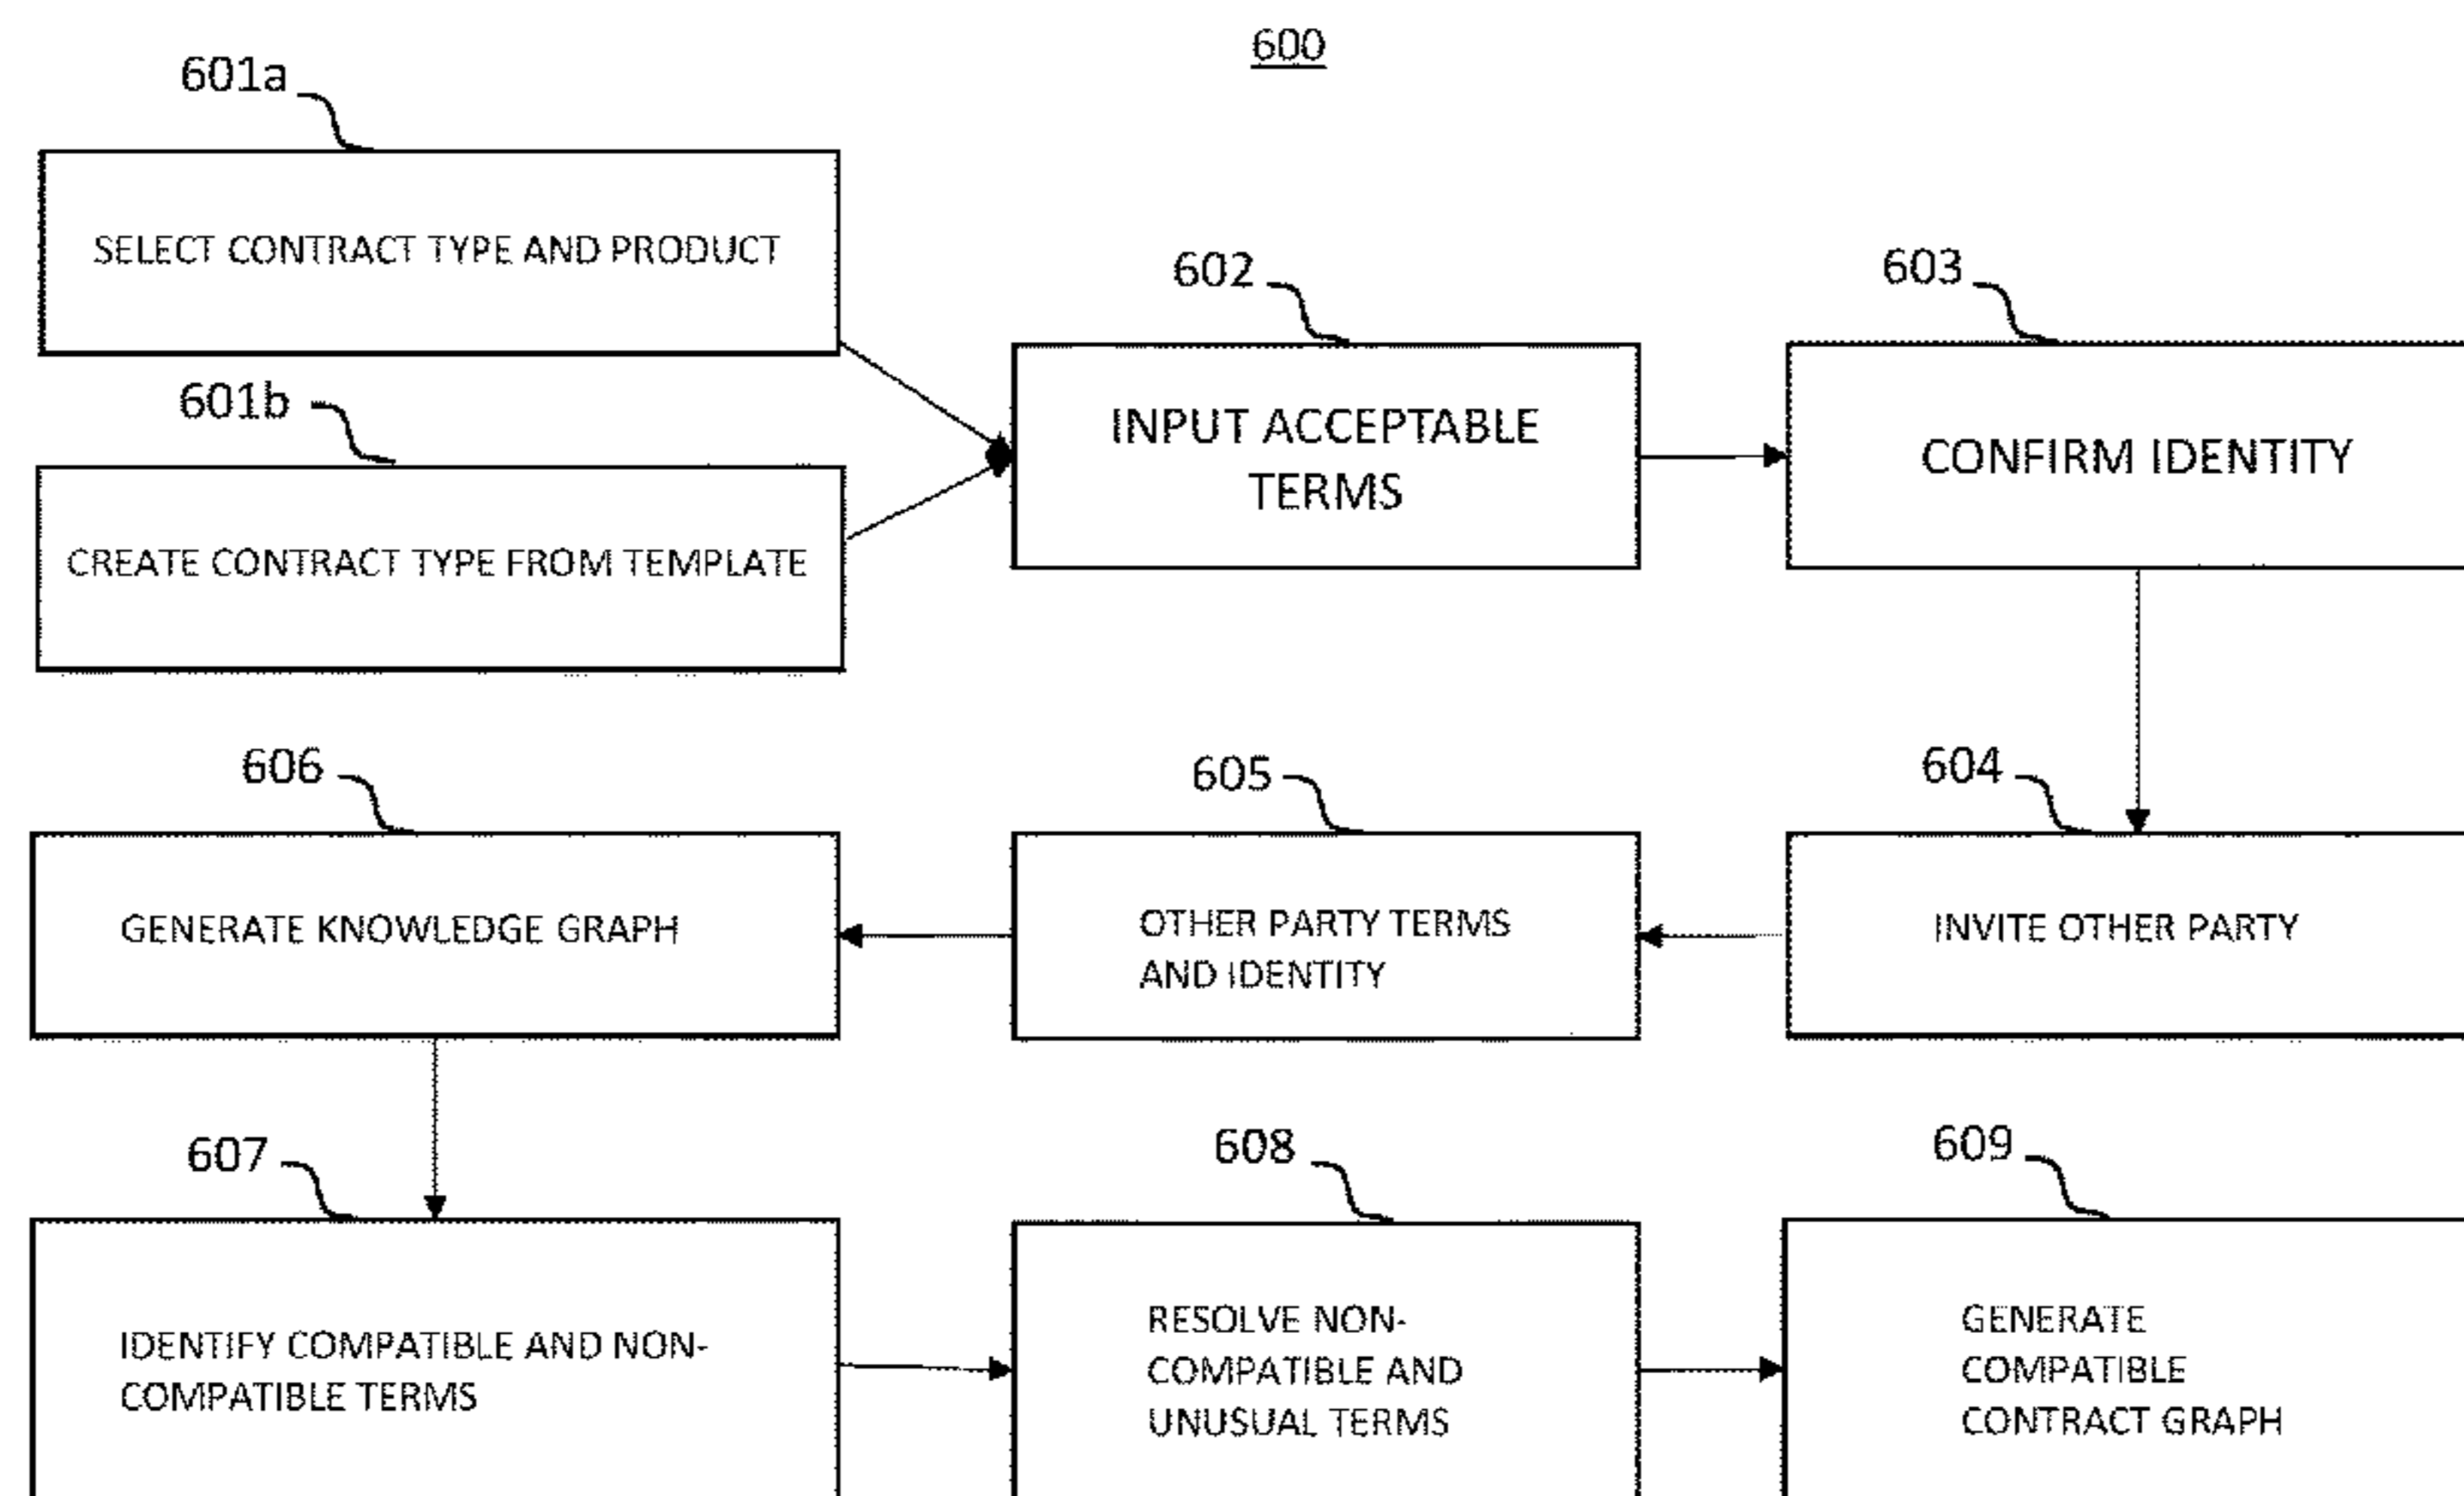 600
601a
SELECT CONTRACT TYPE AND PRODUCT
601b
CREATE CONTRACT TYPE FROM TEMPLATE
602
INPUT ACCEPTABLE
TERMS
603
CONFIRM IDENTITY
606
GENERATE KNOWLEDGE GRAPH
605
OTHER PARTY TERMS
AND IDENTITY
604
INVITE OTHER PARTY
607
IDENTIFY COMPATIBLE AND NON-
COMPATIBLE TERMS
608
RESOLVE NON-
COMPATIBLE AND
UNUSUAL TERMS
609
GENERATE
COMPATIBLE
CONTRACT GRAPH